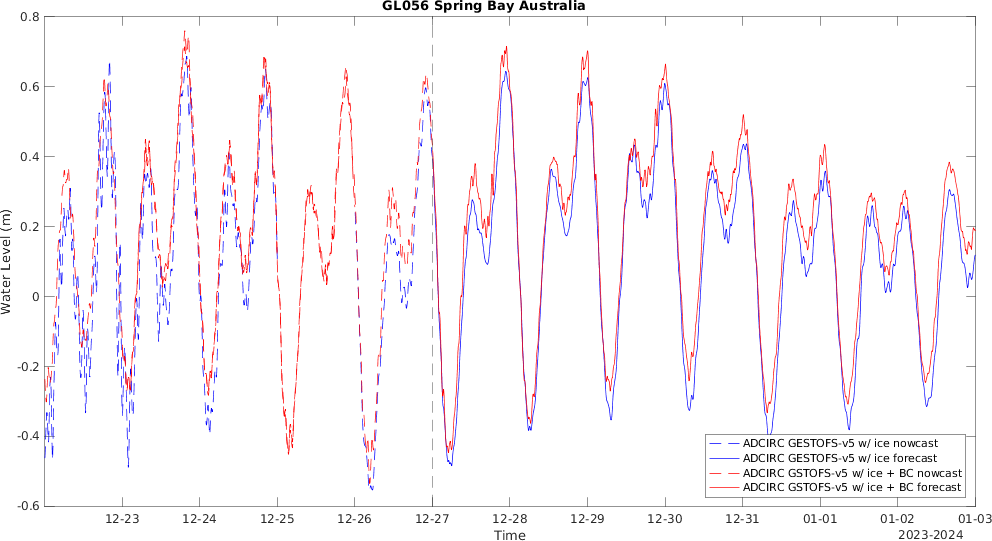 GL056 Spring Bay Australia
Water Level (m)
0.8
0.6
0.4
0.2
0
-0.2
-0.4
-0.6
12-23 12-24 12-25 12-26 12-27 12-28 12-29 12-30 12-31 01-01 01-02 01-03
Time
2023-2024
ADCIRC GESTOFS-v5 w/ ice nowcast
ADCIRC GESTOFS-v5 w/ ice forecast
ADCIRC GSTOFS-v5 w/ ice + BC nowcast
ADCIRC GSTOFS-v5 w/ ice + BC forecast